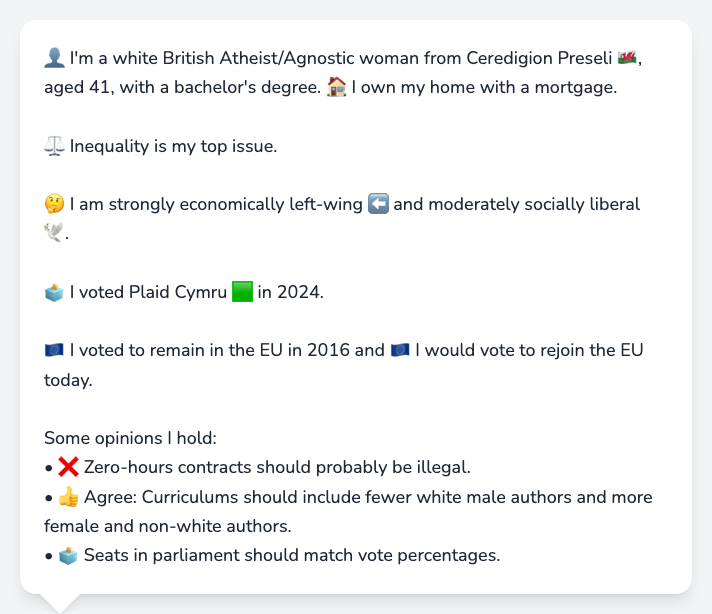 👤 I'm a white British Atheist/Agnostic woman from Ceredigion Preseli 🏴󠁧󠁢󠁷󠁬󠁳󠁿,
aged 41, with a bachelor's degree. 🏠 I own my home with a mortgage.
⚖️ Inequality is my top issue.
🤔 I am strongly economically left-wing ⬅️ and moderately socially liberal
🕊️.
🗳️ I voted Plaid Cymru 🟩 in 2024.
🇪🇺 I voted to remain in the EU in 2016 and 🇪🇺 I would vote to rejoin the EU
today.
Some opinions I hold:
• ❌ Zero-hours contracts should probably be illegal.
• 👍 Agree: Curriculums should include fewer white male authors and more
female and non-white authors.
• 🗳️ Seats in parliament should match vote percentages.